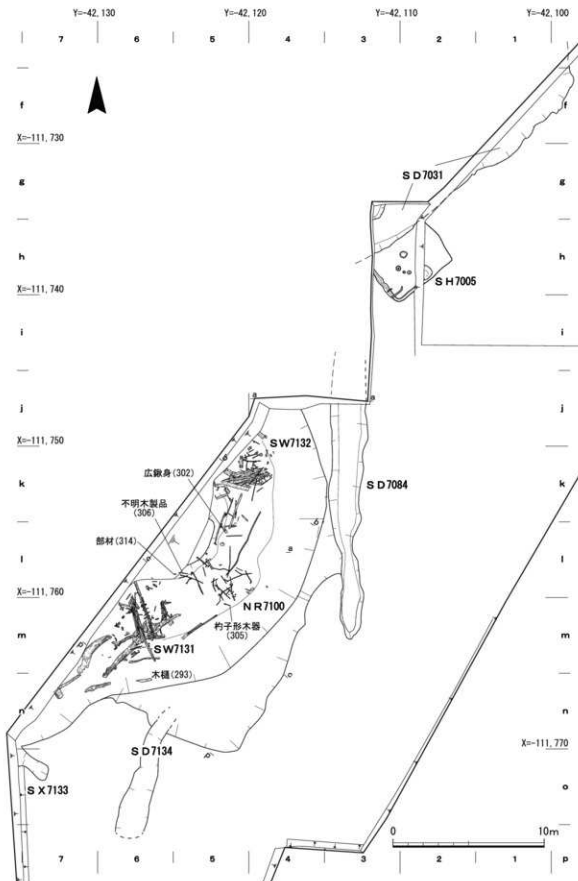 Y=-42,130 Y=-42,120 Y=-42,110 Y=-42,100
7 6 5 4 3 2 1
f f
X=-111,730
SD7031
g g
h h
SH7005
X=-111,740
i i
j j
X=-111,750
SW7132
k k
広鍬身(302)
SD7084
不明木製品
(306)
部材(314)
l l
X=-111,760
NR7100
m m
杓子形木器
(305)
SW7131
木樋(293)
n n
SD7134
X=-111,770
SX7133
o o
0 10m
7 6 5 4 3 2 1 p